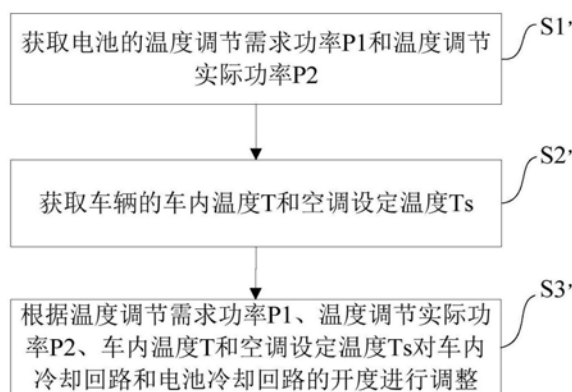 获取电池的温度调节需求功率P1和温度调节
实际功率P2
S1’
获取车辆的车内温度T和空调设定温度Ts
S2’
根据温度调节需求功率P1、温度调节实际功
率P2、车内温度T和空调设定温度Ts对车内
冷却回路和电池冷却回路的开度进行调整
S3’